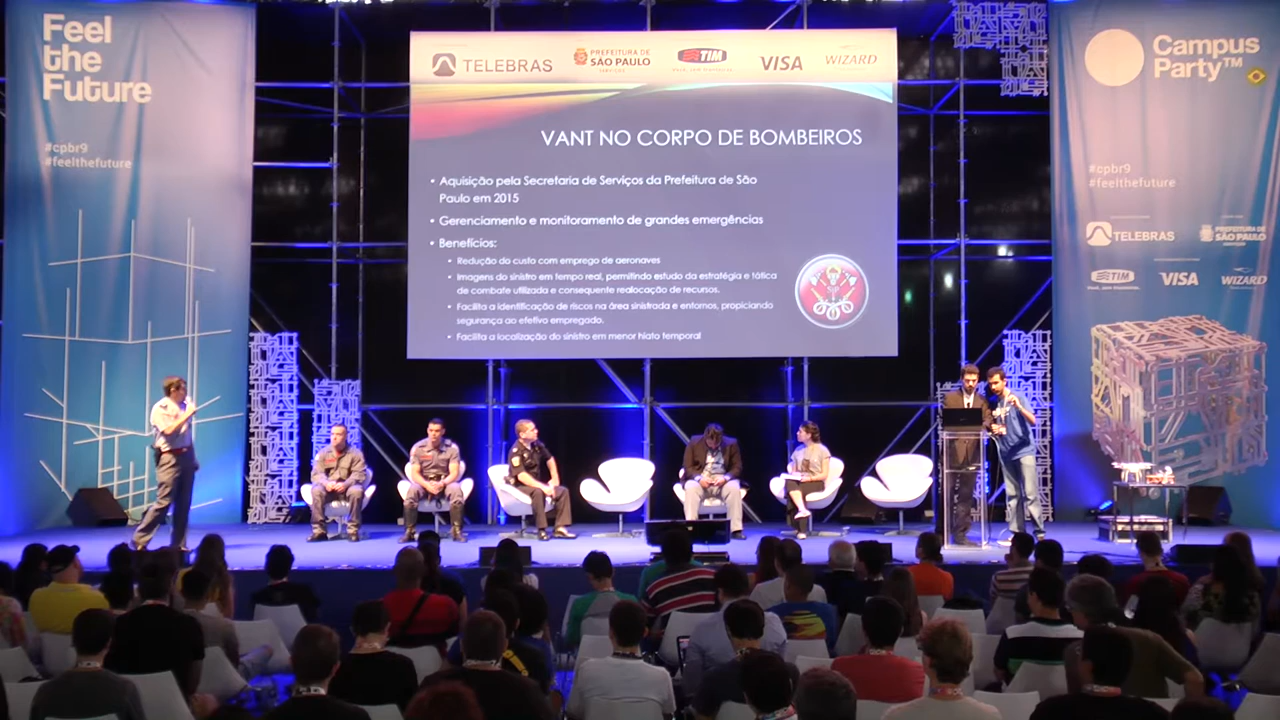 Feel
the
Future
#cpbr9
#feelthefuture
TELEBRAS
PREFEITURA DE
SÃO PAULO
SERVIÇOS
TIM
VISA
WIZARD
VANT NO CORPO DE BOMBEIROS
• Aquisição pela Secretaria de Serviços da Prefeitura de São
Paulo em 2015
• Gerenciamento e monitoramento de grandes emergências
• Benefícios:
• Redução do custo com emprego de aeronaves
• Imagens do sinistro em tempo real, permitindo estudo da estratégia e tática
de combate utilizada e consequente realocação de recursos.
• Facilita a identificação de riscos na área sinistrada e entornos, propiciando
segurança ao efetivo empregado.
• Facilita a localização do sinistro em menor hiato temporal
Campus
Party™
#cpbr9
#feelthefuture
TELEBRAS
PREFEITURA DE
SÃO PAULO
TIM
VISA
WIZARD